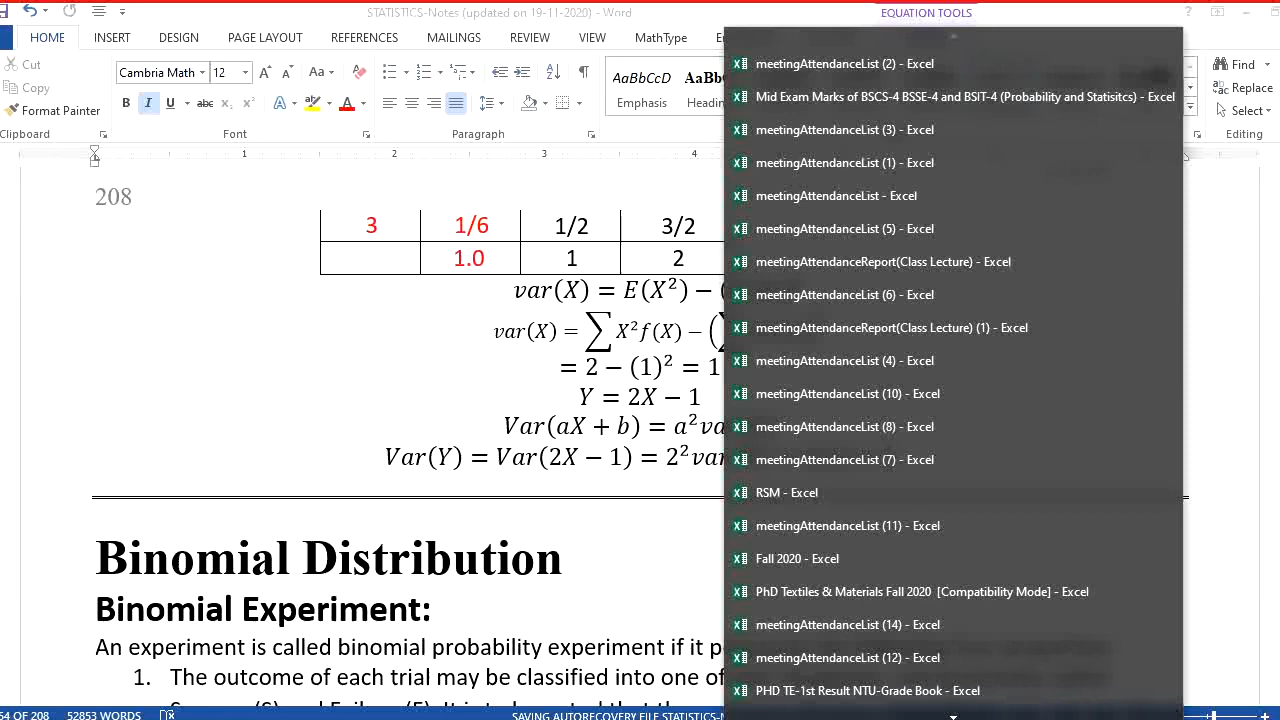 STATISTICS-Notes (updated on 19-11-2020) - Word
EQUATION TOOLS
HOME INSERT DESIGN PAGE LAYOUT REFERENCES MAILINGS REVIEW VIEW MathType
Cut
Copy
Format Painter
Clipboard
Cambria Math 12
Font
Paragraph
AaBbCcD
Emphasis
Find
Replace
Select
Editing
1 2 3 4
208
3 1/6 1/2 3/2
1.0 1 2
var(X) = E(X²) − (
var(X) = ∑ X²f(X) − (
= 2 − (1)² = 1
Y = 2X − 1
Var(aX + b) = a²va
Var(Y) = Var(2X − 1) = 2²var
Binomial Distribution
Binomial Experiment:
An experiment is called binomial probability experiment if it
1. The outcome of each trial may be classified into one of
OF 208 52853 WORDS
SAVING AUTORECOVERY FILE STATISTICS-N
meetingAttendanceList (2) - Excel
Mid Exam Marks of BSCS-4 BSSE-4 and BSIT-4 (Probability and Statisitcs) - Excel
meetingAttendanceList (3) - Excel
meetingAttendanceList (1) - Excel
meetingAttendanceList - Excel
meetingAttendanceList (5) - Excel
meetingAttendanceReport(Class Lecture) - Excel
meetingAttendanceList (6) - Excel
meetingAttendanceReport(Class Lecture) (1) - Excel
meetingAttendanceList (4) - Excel
meetingAttendanceList (10) - Excel
meetingAttendanceList (8) - Excel
meetingAttendanceList (7) - Excel
RSM - Excel
meetingAttendanceList (11) - Excel
Fall 2020 - Excel
PhD Textiles & Materials Fall 2020 [Compatibility Mode] - Excel
meetingAttendanceList (14) - Excel
meetingAttendanceList (12) - Excel
PHD TE-1st Result NTU-Grade Book - Excel